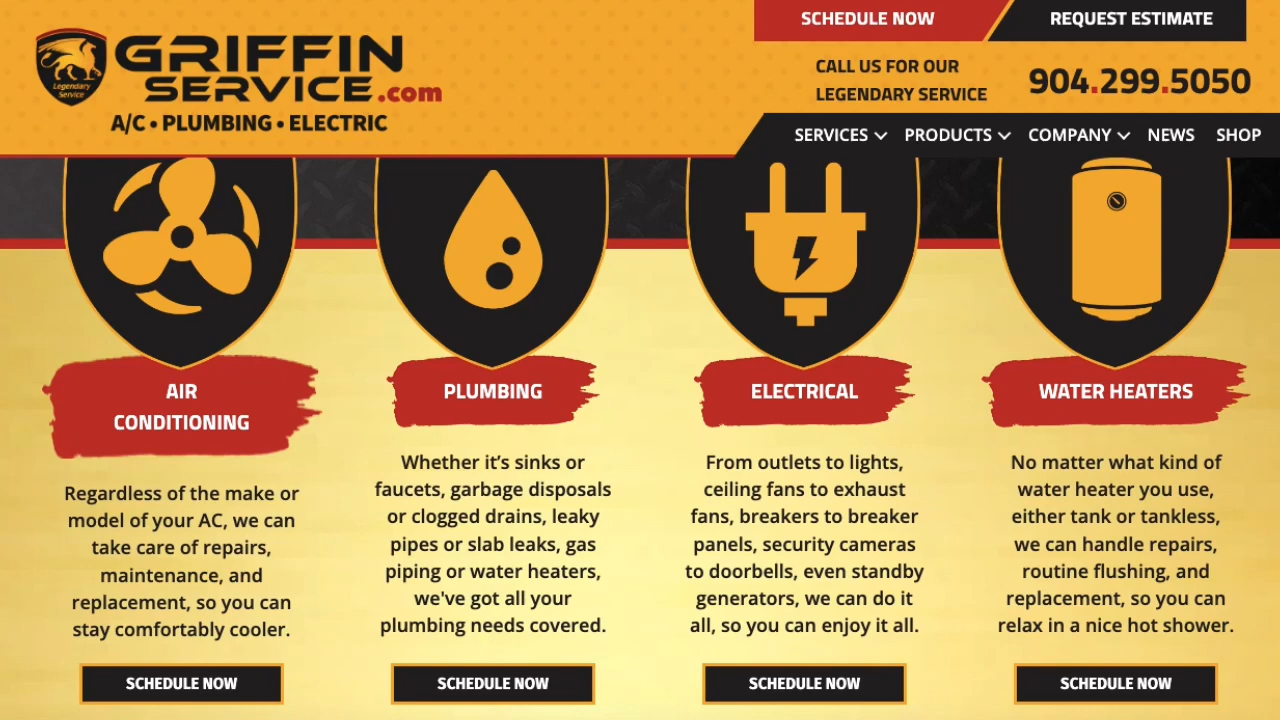 SCHEDULE NOW
REQUEST ESTIMATE
Legendary
Service
GRIFFIN
SERVICE.com
A/C • PLUMBING • ELECTRIC
CALL US FOR OUR
LEGENDARY SERVICE
904.299.5050
SERVICES
PRODUCTS
COMPANY
NEWS
SHOP
AIR
CONDITIONING
Regardless of the make or
model of your AC, we can
take care of repairs,
maintenance, and
replacement, so you can
stay comfortably cooler.
SCHEDULE NOW
PLUMBING
Whether it’s sinks or
faucets, garbage disposals
or clogged drains, leaky
pipes or slab leaks, gas
piping or water heaters,
we've got all your
plumbing needs covered.
SCHEDULE NOW
ELECTRICAL
From outlets to lights,
ceiling fans to exhaust
fans, breakers to breaker
panels, security cameras
to doorbells, even standby
generators, we can do it
all, so you can enjoy it all.
SCHEDULE NOW
WATER HEATERS
No matter what kind of
water heater you use,
either tank or tankless,
we can handle repairs,
routine flushing, and
replacement, so you can
relax in a nice hot shower.
SCHEDULE NOW